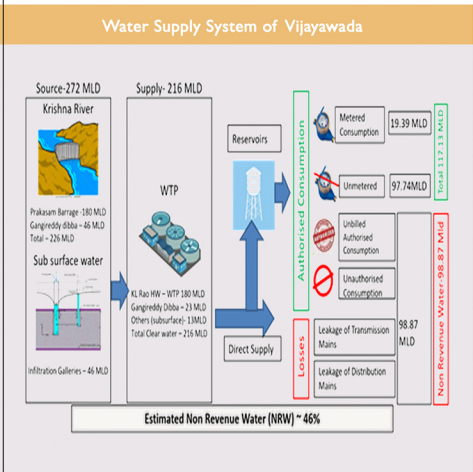 Water Supply System of Vijayawada
Source-272 MLD
Krishna River
Prakasam Barrage -180 MLD
Gangireddy dibba – 46 MLD
Total – 226 MLD
Sub surface water
Infiltration Galleries – 46 MLD
Supply- 216 MLD
WTP
KL Rao HW – WTP 180 MLD
Gangireddy Dibba – 23 MLD
Others (subsurface)- 13MLD
Total Clear water – 216 MLD
Reservoirs
Direct Supply
Authorised Consumption
Losses
Metered
Consumption
19.39 MLD
Unmetered
97.74MLD
Total 117.13 MLD
Unbilled
Authorised
Consumption
Unauthorised
Consumption
Leakage of Transmission
Mains
Leakage of Distribution
Mains
98.87
MLD
Non Revenue Water-98.87 Mld
Estimated Non Revenue Water (NRW) ~ 46%